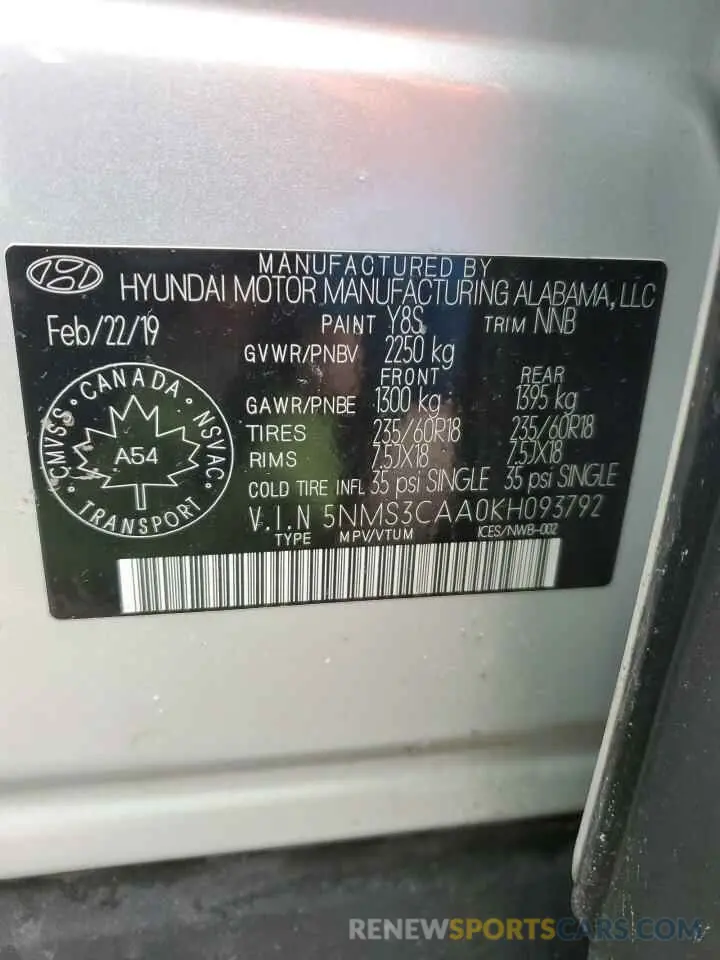 MANUFACTURED BY
HYUNDAI MOTOR MANUFACTURING ALABAMA, LLC
Feb/22/19 PAINT Y8S TRIM NNB
GVWR/PNBV 2250 kg
FRONT REAR
GAWR/PNBE 1300 kg 1395 kg
TIRES 235/60R18 235/60R18
RIMS 7.5JX18 7.5JX18
COLD TIRE INFL 35 psi SINGLE 35 psi SINGLE
V.I.N 5NMS3CAA0KH093792
TYPE MPV/VTUM ICES/NWB-002
CMVSS • CANADA • NSVAC
A54
TRANSPORT
RENEWSPORTSCARS.COM